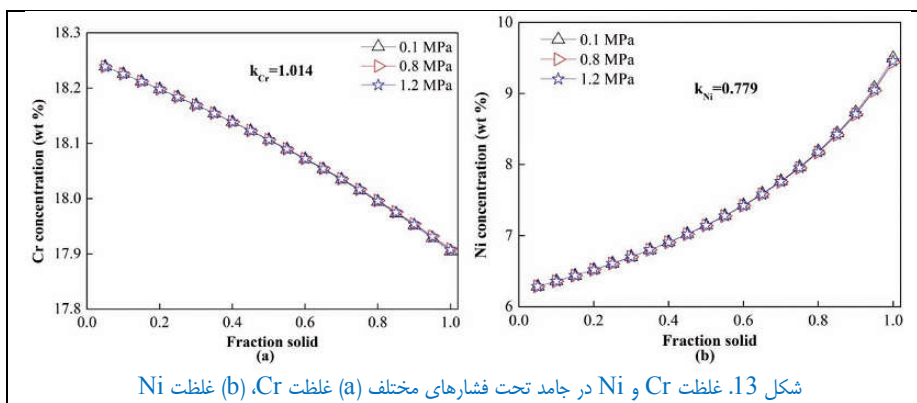 18.3
18.2
18.1
18.0
17.9
17.8
Cr concentration (wt %)
0.1 MPa
0.8 MPa
1.2 MPa
k_Cr=1.014
0.0 0.2 0.4 0.6 0.8 1.0
Fraction solid
(a)
10
9
8
7
6
Ni concentration (wt %)
0.1 MPa
0.8 MPa
1.2 MPa
k_Ni=0.779
0.0 0.2 0.4 0.6 0.8 1.0
Fraction solid
(b)
شکل 13. غلظت Cr و Ni در جامد تحت فشارهای مختلف (a) غلظت Cr، (b) غلظت Ni